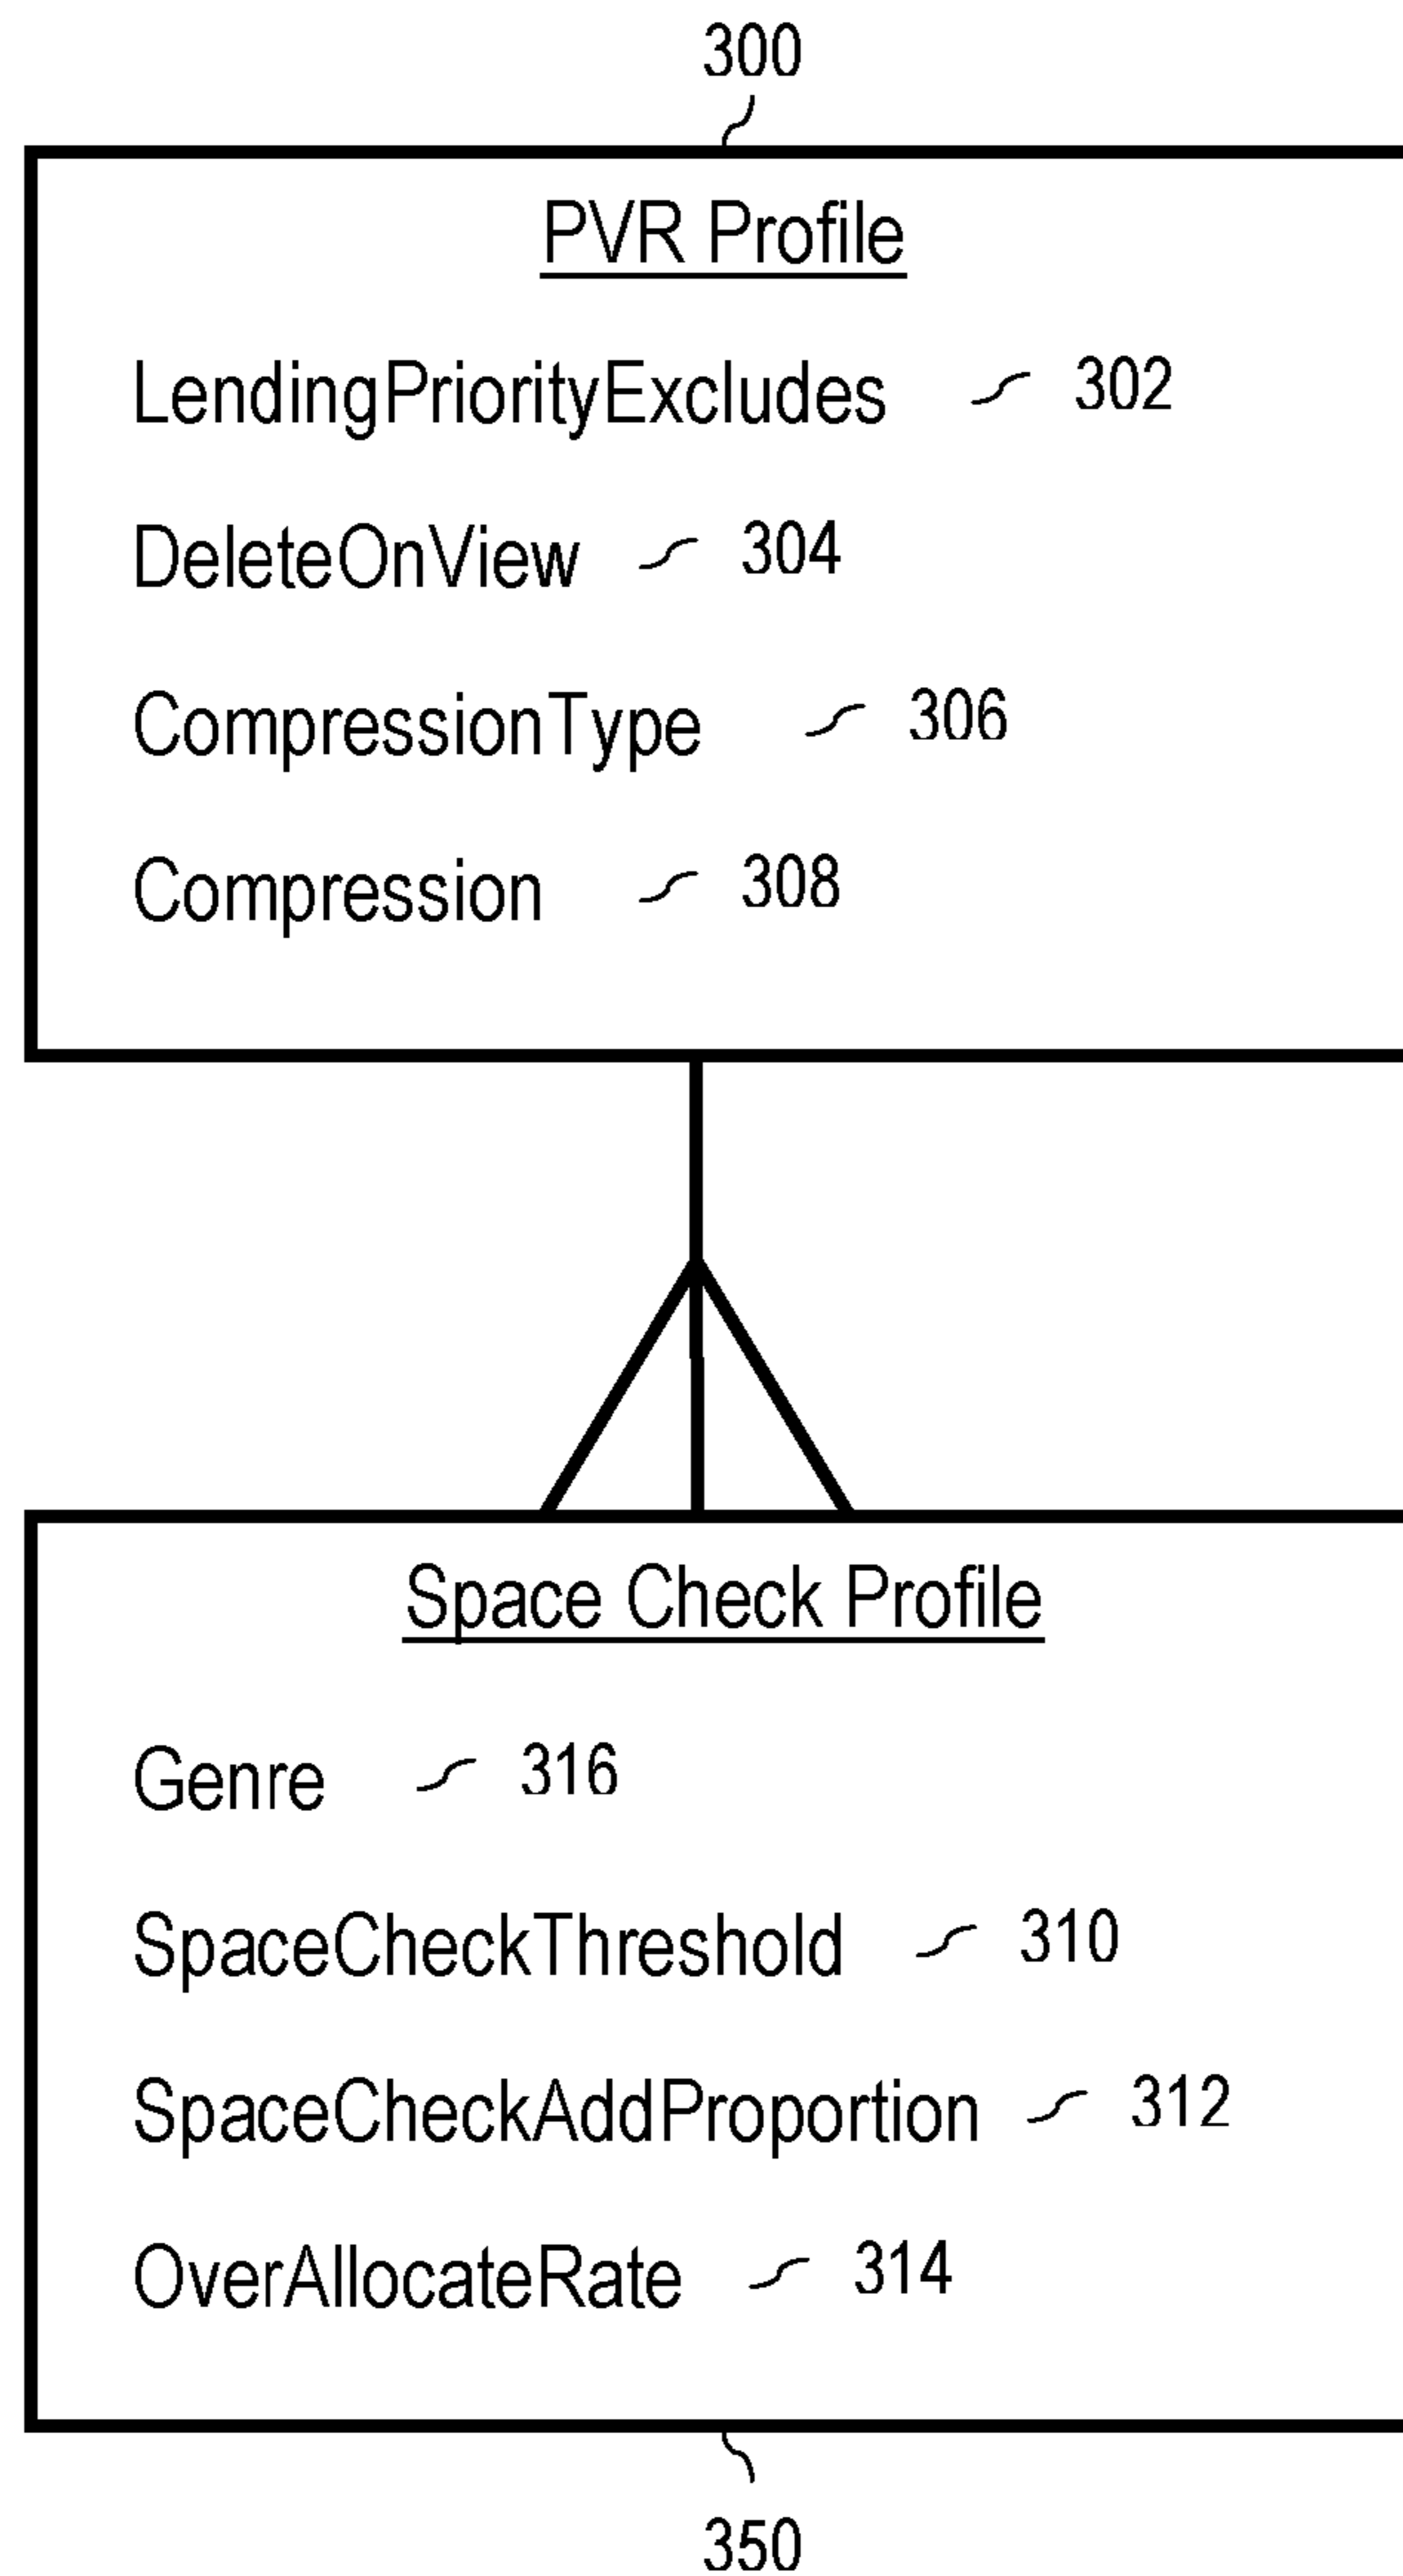 300
PVR Profile
LendingPriorityExcludes 302
DeleteOnView 304
CompressionType 306
Compression 308
Space Check Profile
Genre 316
SpaceCheckThreshold 310
SpaceCheckAddProportion 312
OverAllocateRate 314
350